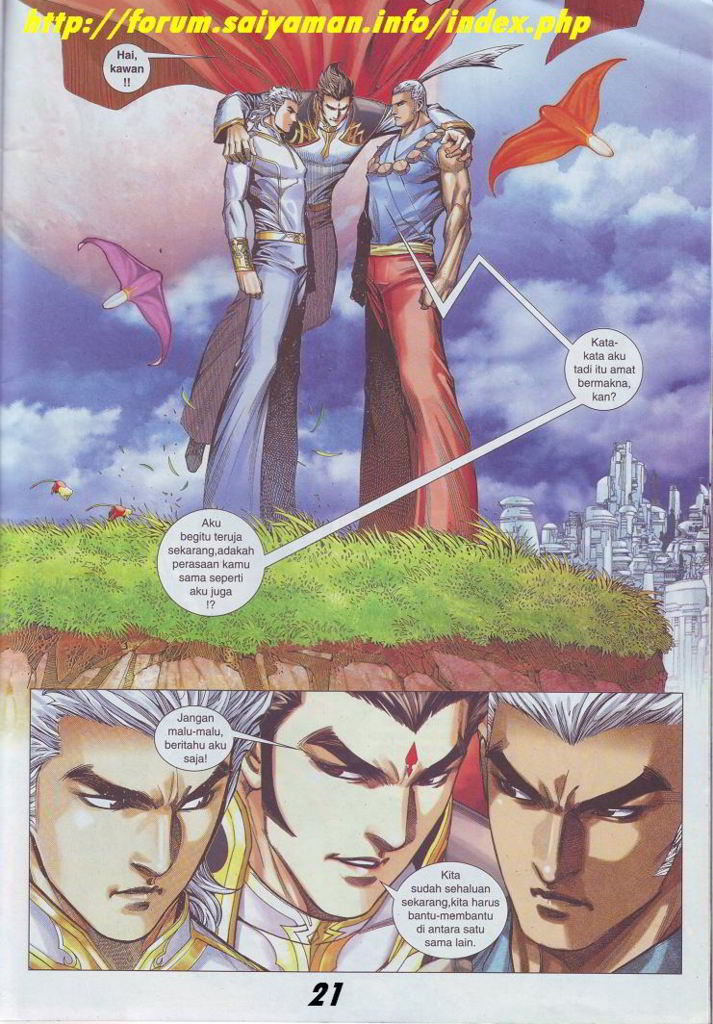 http://forum.saiyaman.info/index.php
Hai,
kawan
!!
Kata-
kata aku
tadi itu amat
bermakna,
kan?
Aku
begitu teruja
sekarang,adakah
perasaan kamu
sama seperti
aku juga
!?
Jangan
malu-malu,
beritahu aku
saja!
Kita
sudah sehaluan
sekarang,kita harus
bantu-membantu
di antara satu
sama lain.
21